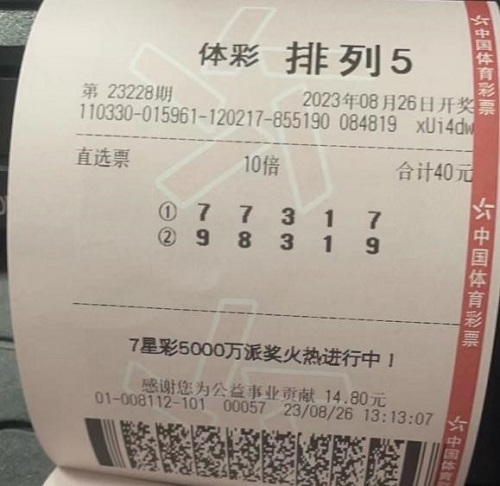 体彩 排列5
第 23228期 2023年08月26日开奖
110330-015961-120217-855190 084819 xUi4dw
直选票 10倍 合计40元
① 7 7 3 1 7
② 9 8 3 1 9
7星彩5000万派奖火热进行中！
感谢您为公益事业贡献 14.80元
01-008112-101 00057 23/08/26 13:13:07
中国体育彩票
中国体育彩票
中国体育彩票